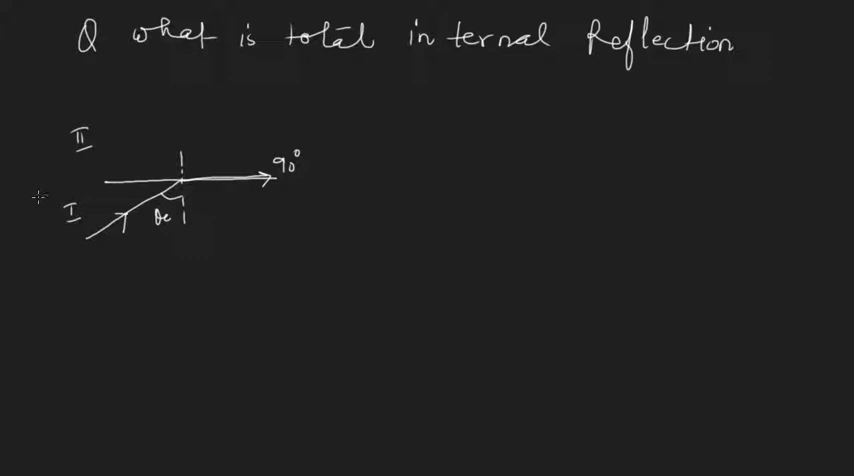 Q what is total internal Reflection
II
90°
I
θc